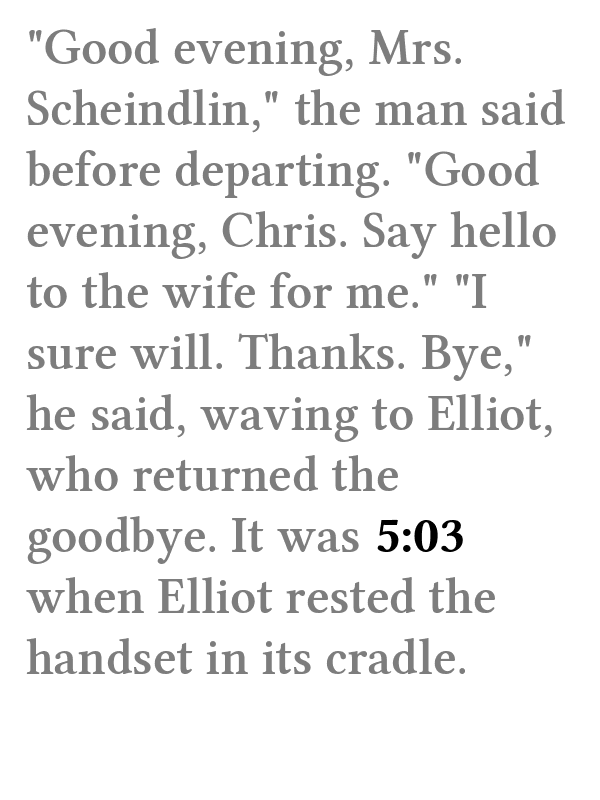 "Good evening, Mrs.
Scheindlin," the man said
before departing. "Good
evening, Chris. Say hello
to the wife for me." "I
sure will. Thanks. Bye,"
he said, waving to Elliot,
who returned the
goodbye. It was 5:03
when Elliot rested the
handset in its cradle.